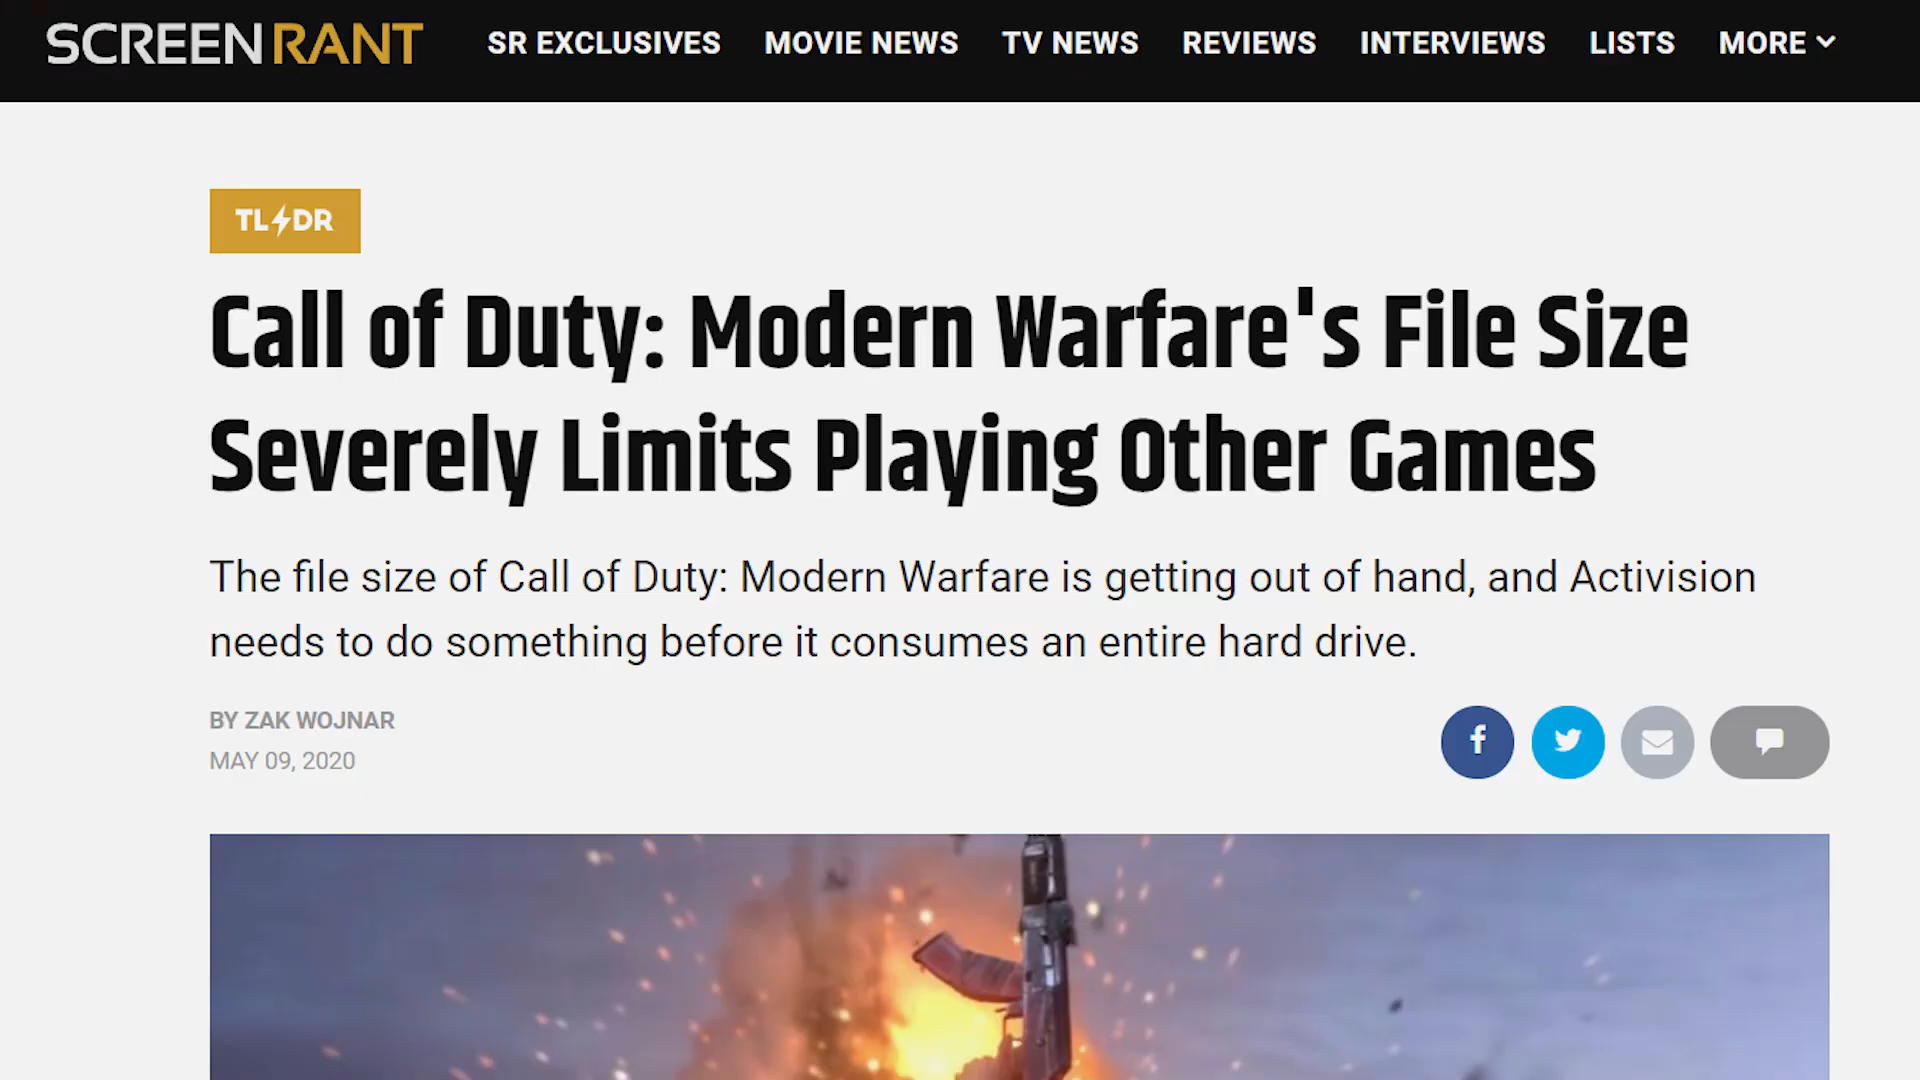 SCREENRANT SR EXCLUSIVES MOVIE NEWS TV NEWS REVIEWS INTERVIEWS LISTS MORE
TL DR
Call of Duty: Modern Warfare's File Size
Severely Limits Playing Other Games
The file size of Call of Duty: Modern Warfare is getting out of hand, and Activision
needs to do something before it consumes an entire hard drive.
BY ZAK WOJNAR
MAY 09, 2020